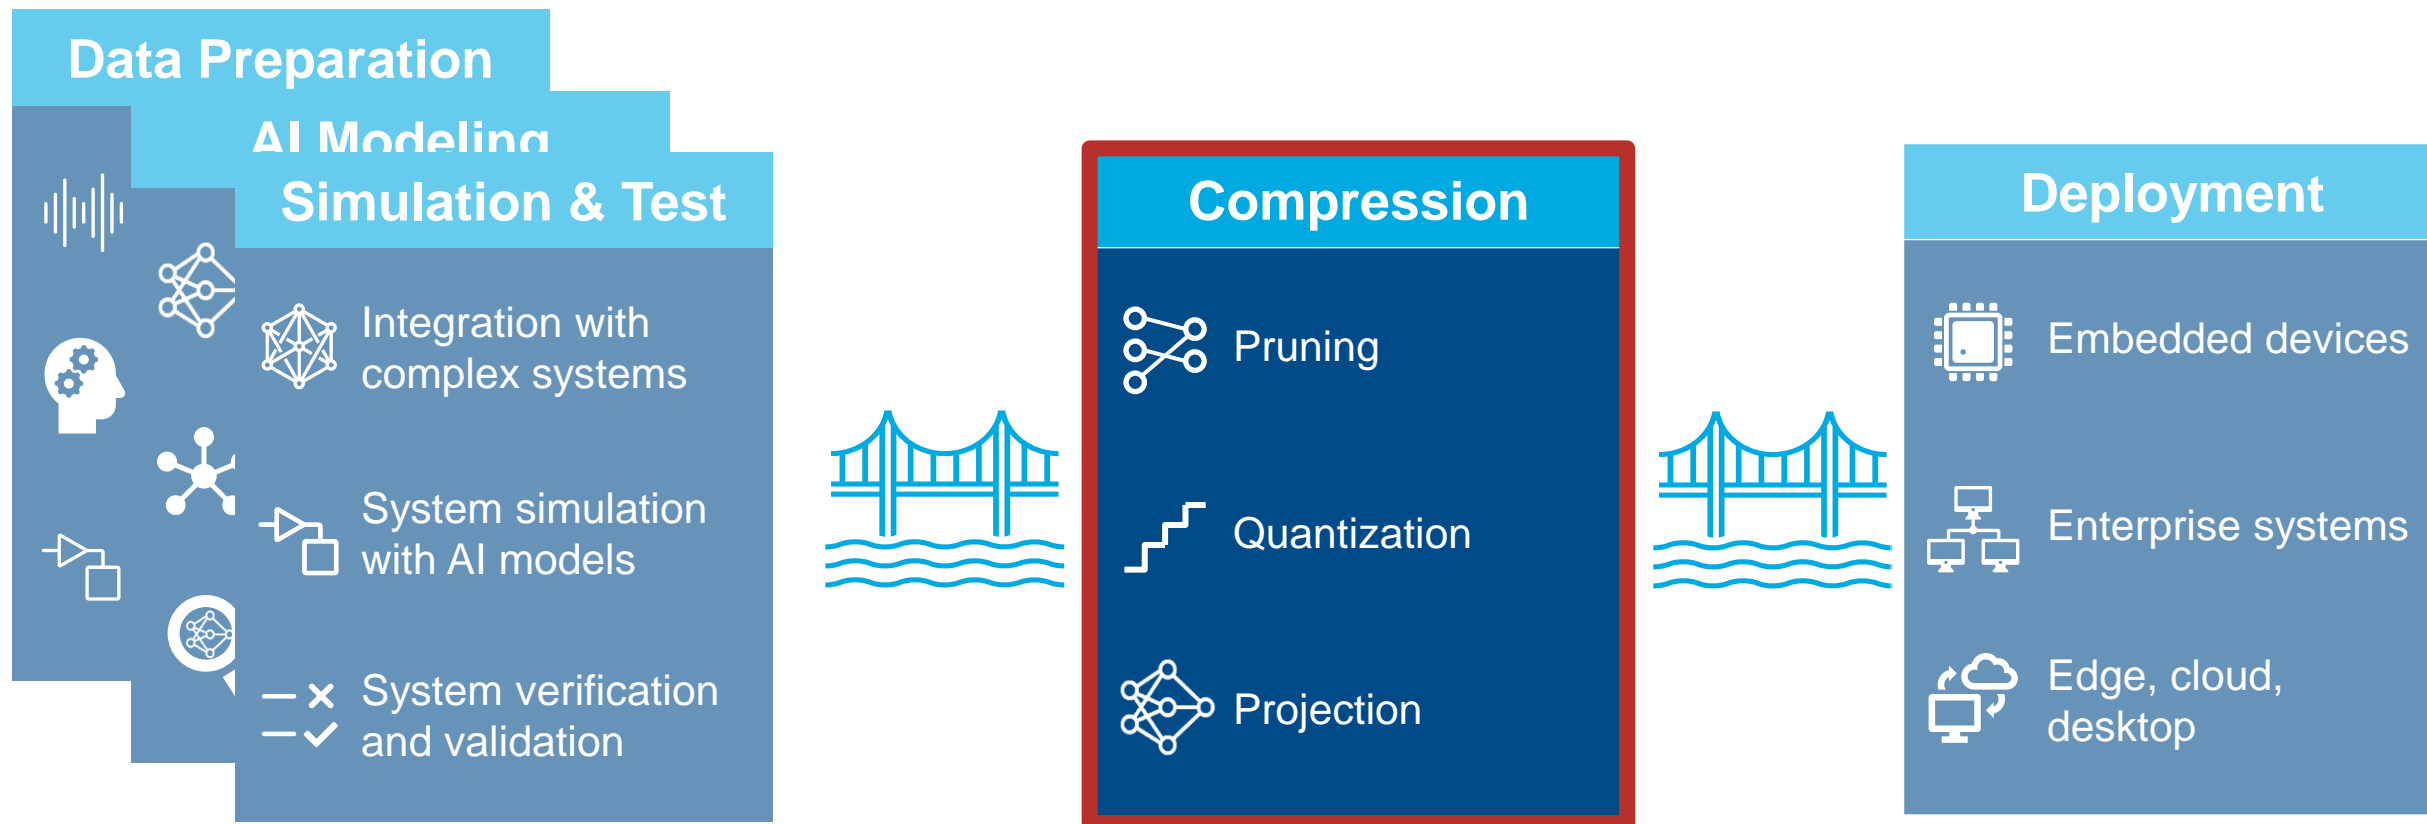 Data Preparation
AI Modeling
Simulation & Test
Integration with
complex systems
System simulation
with AI models
System verification
and validation
Compression
Pruning
Quantization
Projection
Deployment
Embedded devices
Enterprise systems
Edge, cloud,
desktop